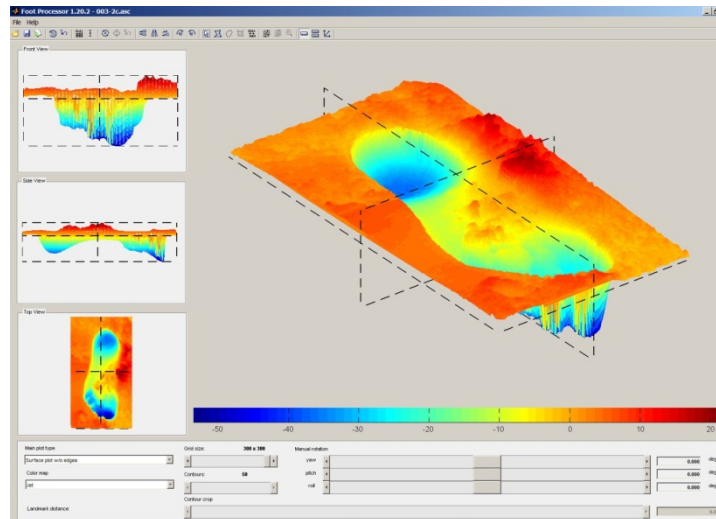 Foot Processor 1.20.2 - 003-2c.asc
File Help
Front View
Side View
Top View
-50 -40 -30 -20 -10 0 10 20
Main plot type
Surface plot w/o edges
Color map
jet
Landmark distance:
Grid size: 300 x 300
Contours: 50
Manual rotation
yaw 0.000 deg
pitch 0.000 deg
roll 0.000 deg
Contour crop